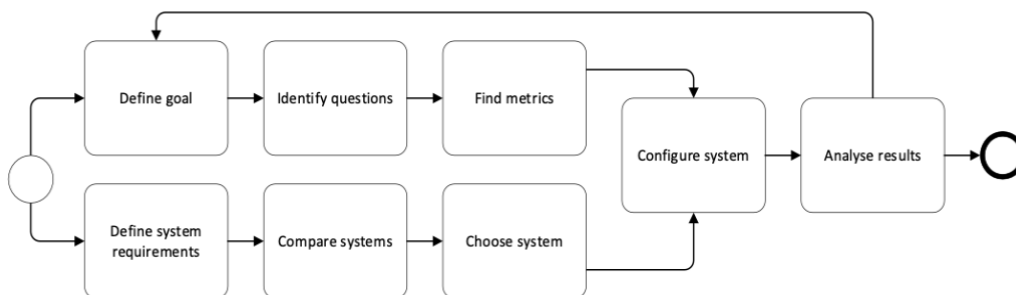 Define goal
Identify questions
Find metrics
Configure system
Analyse results
Define system
requirements
Compare systems
Choose system